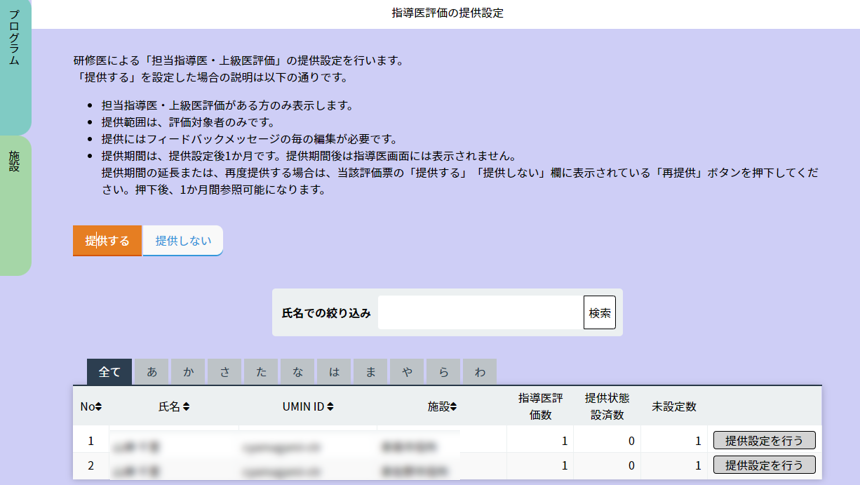 指導医評価の提供設定
プログラム
施設
研修医による「担当指導医・上級医評価」の提供設定を行います。
「提供する」を設定した場合の説明は以下の通りです。
担当指導医・上級医評価がある方のみ表示します。
提供範囲は、評価対象者のみです。
提供にはフィードバックメッセージの毎の編集が必要です。
提供期間は、提供設定後1か月です。提供期間後は指導医画面には表示されません。
提供期間の延長または、再度提供する場合は、当該評価票の「提供する」「提供しない」欄に表示されている「再提供」ボタンを押下してくだ
さい。押下後、1か月間参照可能になります。
提供する 提供しない
氏名での絞り込み 検索
全て あ か さ た な は ま や ら わ
No 氏名 UMIN ID 施設 指導医評価数 提供状態設済数 未設定数
1 1 0 1 提供設定を行う
2 1 0 1 提供設定を行う